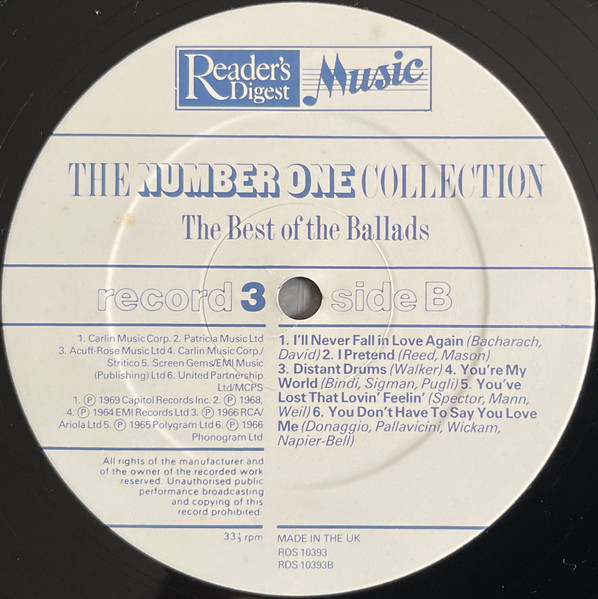 Reader's
Digest
Music
THE NUMBER ONE COLLECTION
The Best of the Ballads
record 3 side B
1. Carlin Music Corp. 2. Patricia Music Ltd
3. Acuff-Rose Music Ltd 4. Carlin Music Corp./
Stritico 5. Screen Gems/EMI Music
(Publishing) Ltd 6. United Partnership
Ltd/MCPS
1. Ⓟ 1969 Capitol Records Inc. 2. Ⓟ 1968,
4. Ⓟ 1964 EMI Records Ltd 3. Ⓟ 1966 RCA/
Ariola Ltd 5. Ⓟ 1965 Polygram Ltd 6. Ⓟ 1966
Phonogram Ltd
All rights of the manufacturer and
of the owner of the recorded work
reserved. Unauthorised public
performance broadcasting
and copying of this
record prohibited.
33⅓ rpm
1. I'll Never Fall in Love Again (Bacharach,
David) 2. I Pretend (Reed, Mason)
3. Distant Drums (Walker) 4. You're My
World (Bindi, Sigman, Pugli) 5. You've
Lost That Lovin' Feelin' (Spector, Mann,
Weil) 6. You Don't Have To Say You Love
Me (Donaggio, Pallavicini, Wickam,
Napier-Bell)
MADE IN THE UK
RDS 10393
RDS 10393B